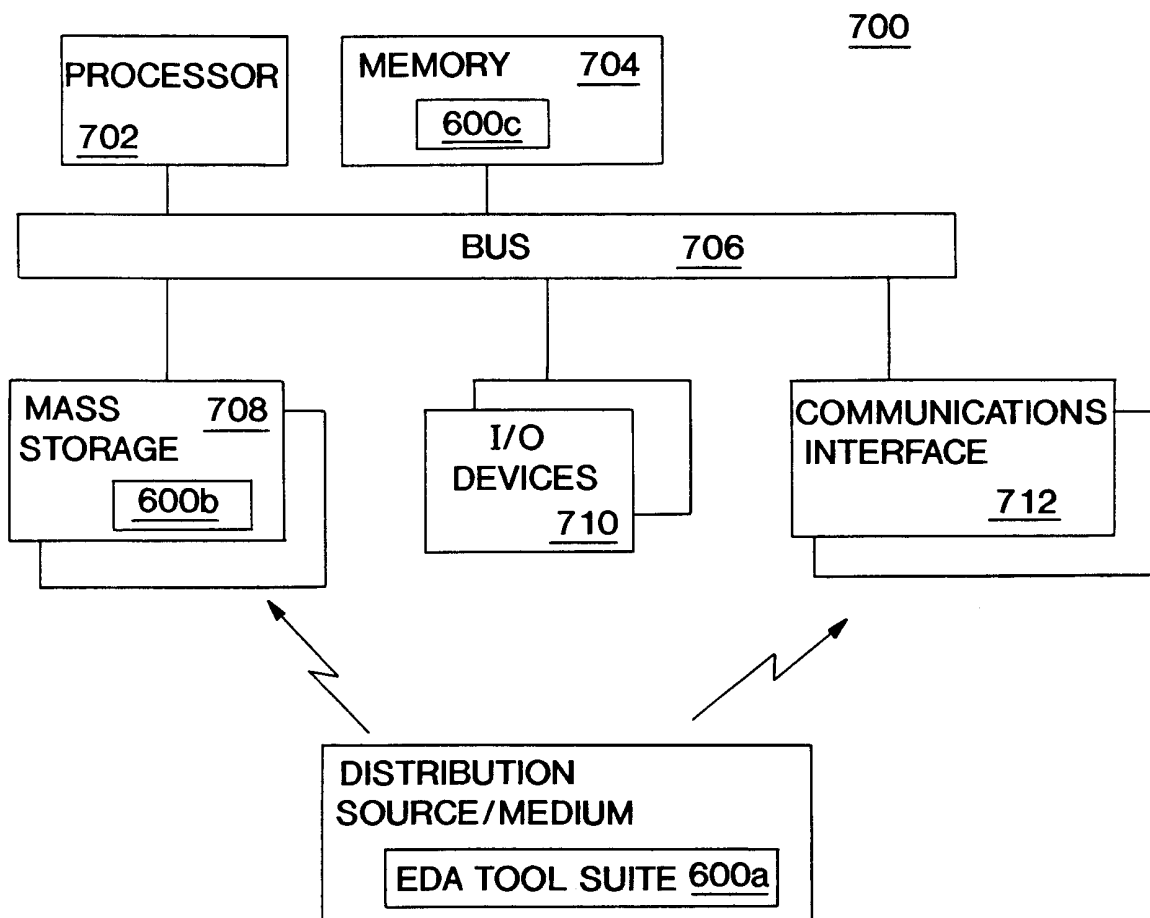 700
PROCESSOR
702
MEMORY 704
600c
BUS 706
MASS 708
STORAGE
600b
I/O
DEVICES
710
COMMUNICATIONS
INTERFACE
712
DISTRIBUTION
SOURCE/MEDIUM
EDA TOOL SUITE 600a